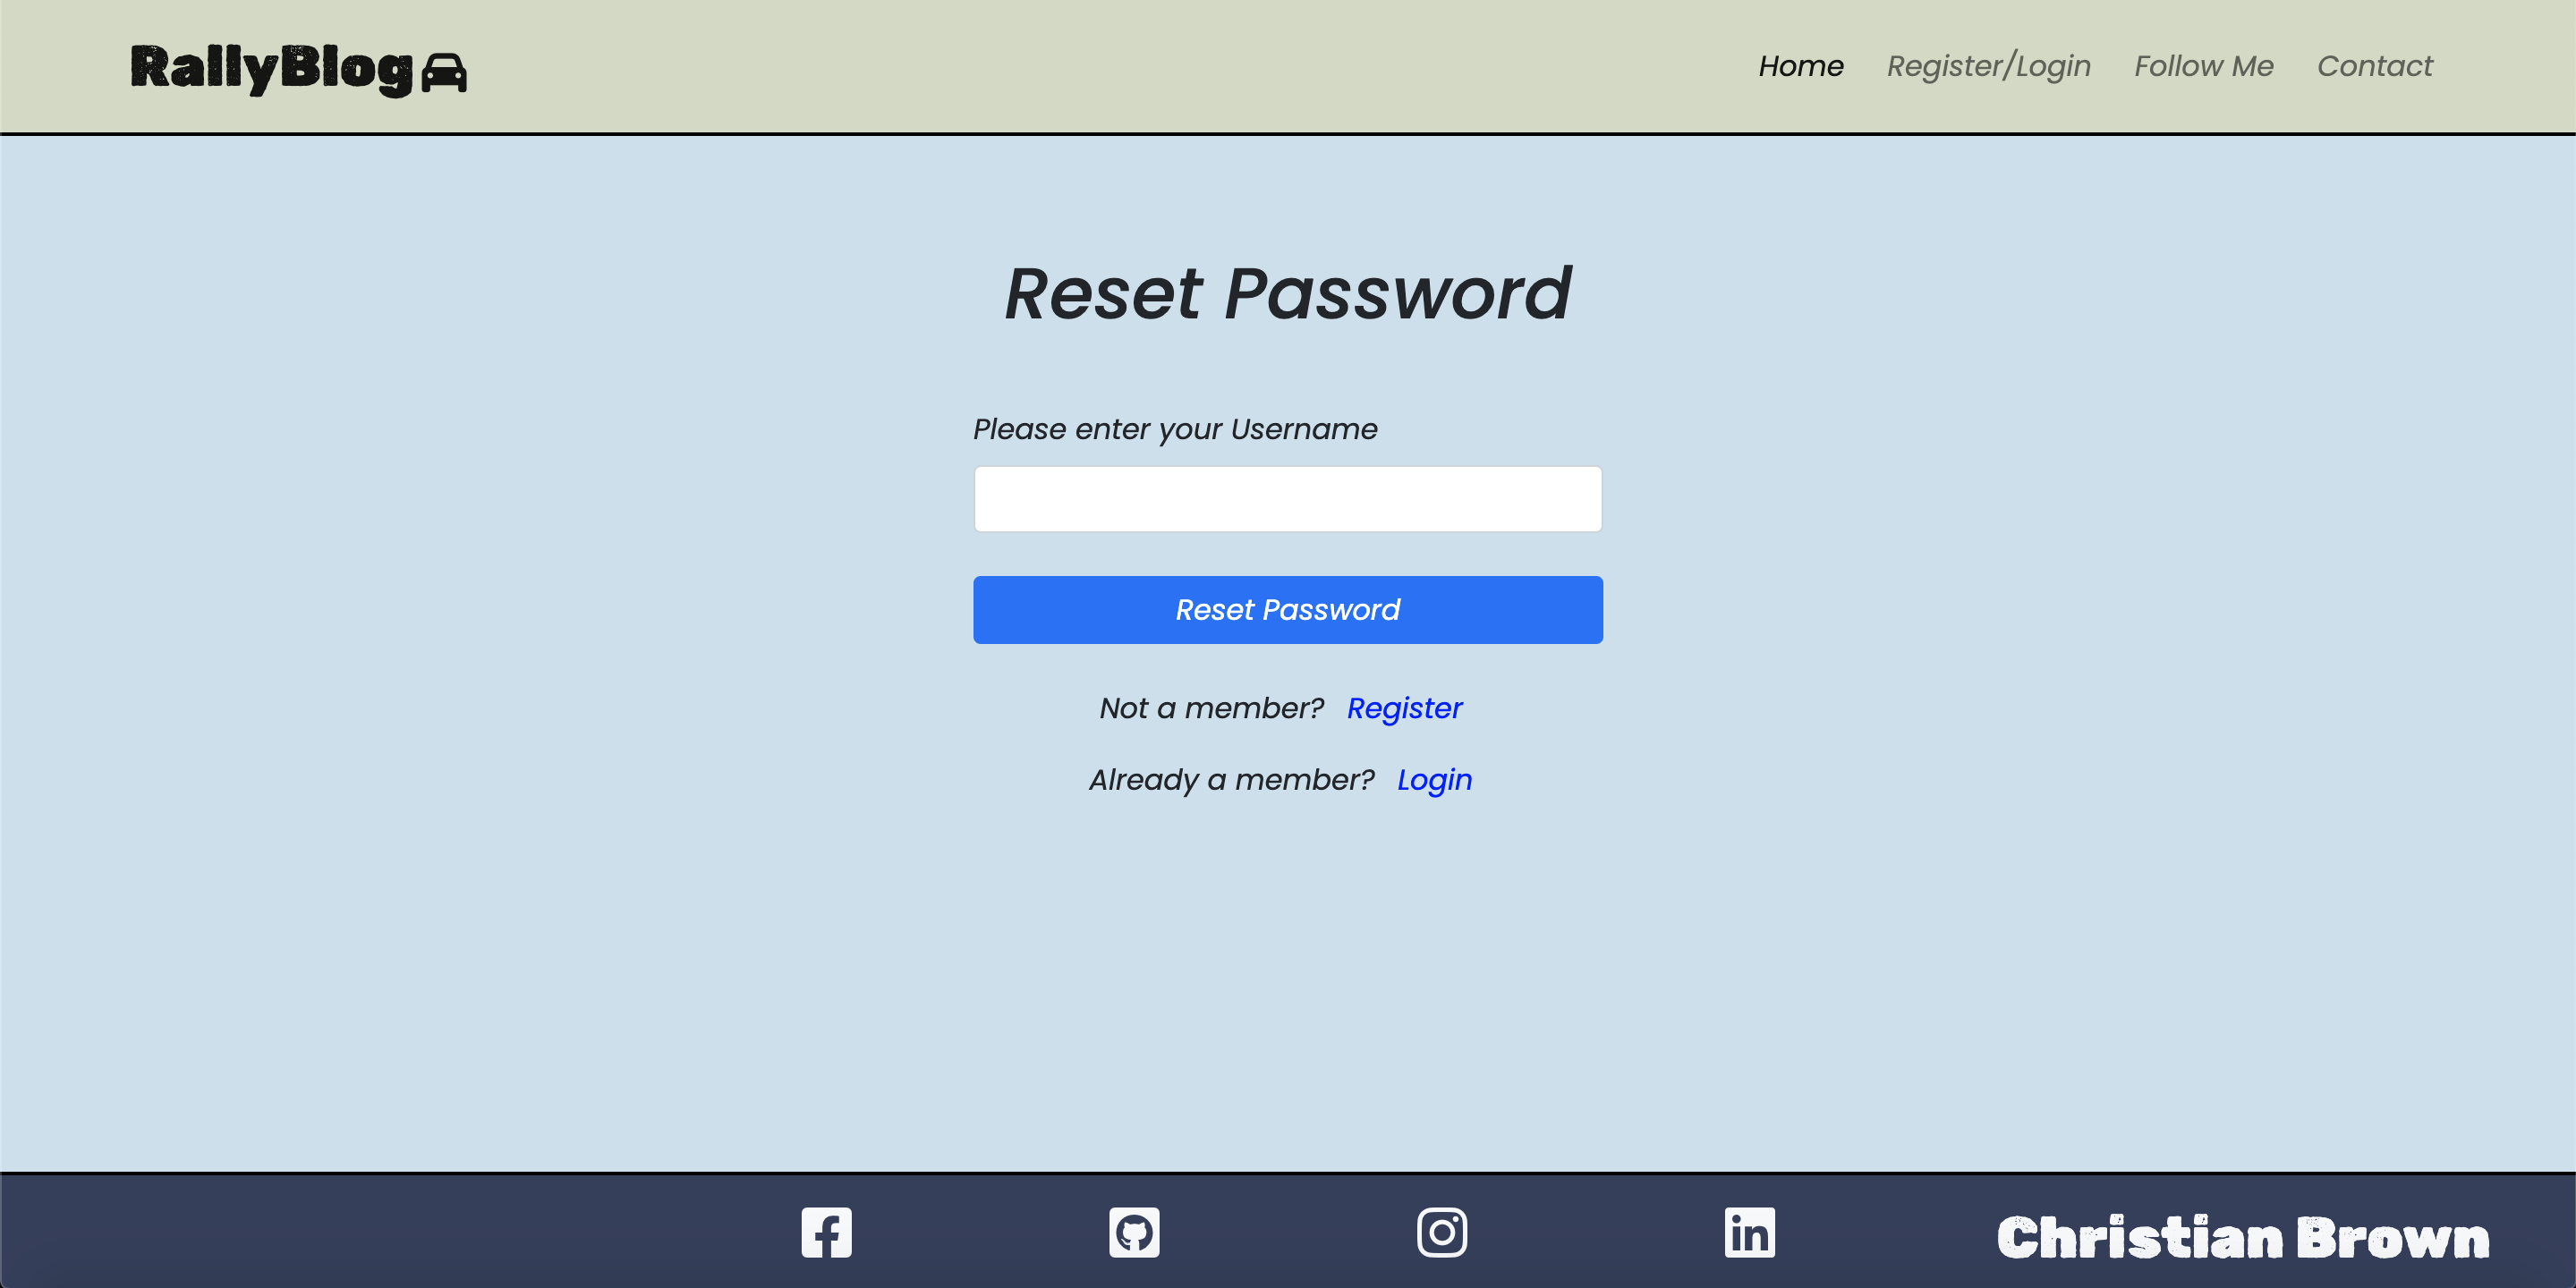 RallyBlog
Home Register/Login Follow Me Contact
Reset Password
Please enter your Username
Reset Password
Not a member? Register
Already a member? Login
Christian Brown